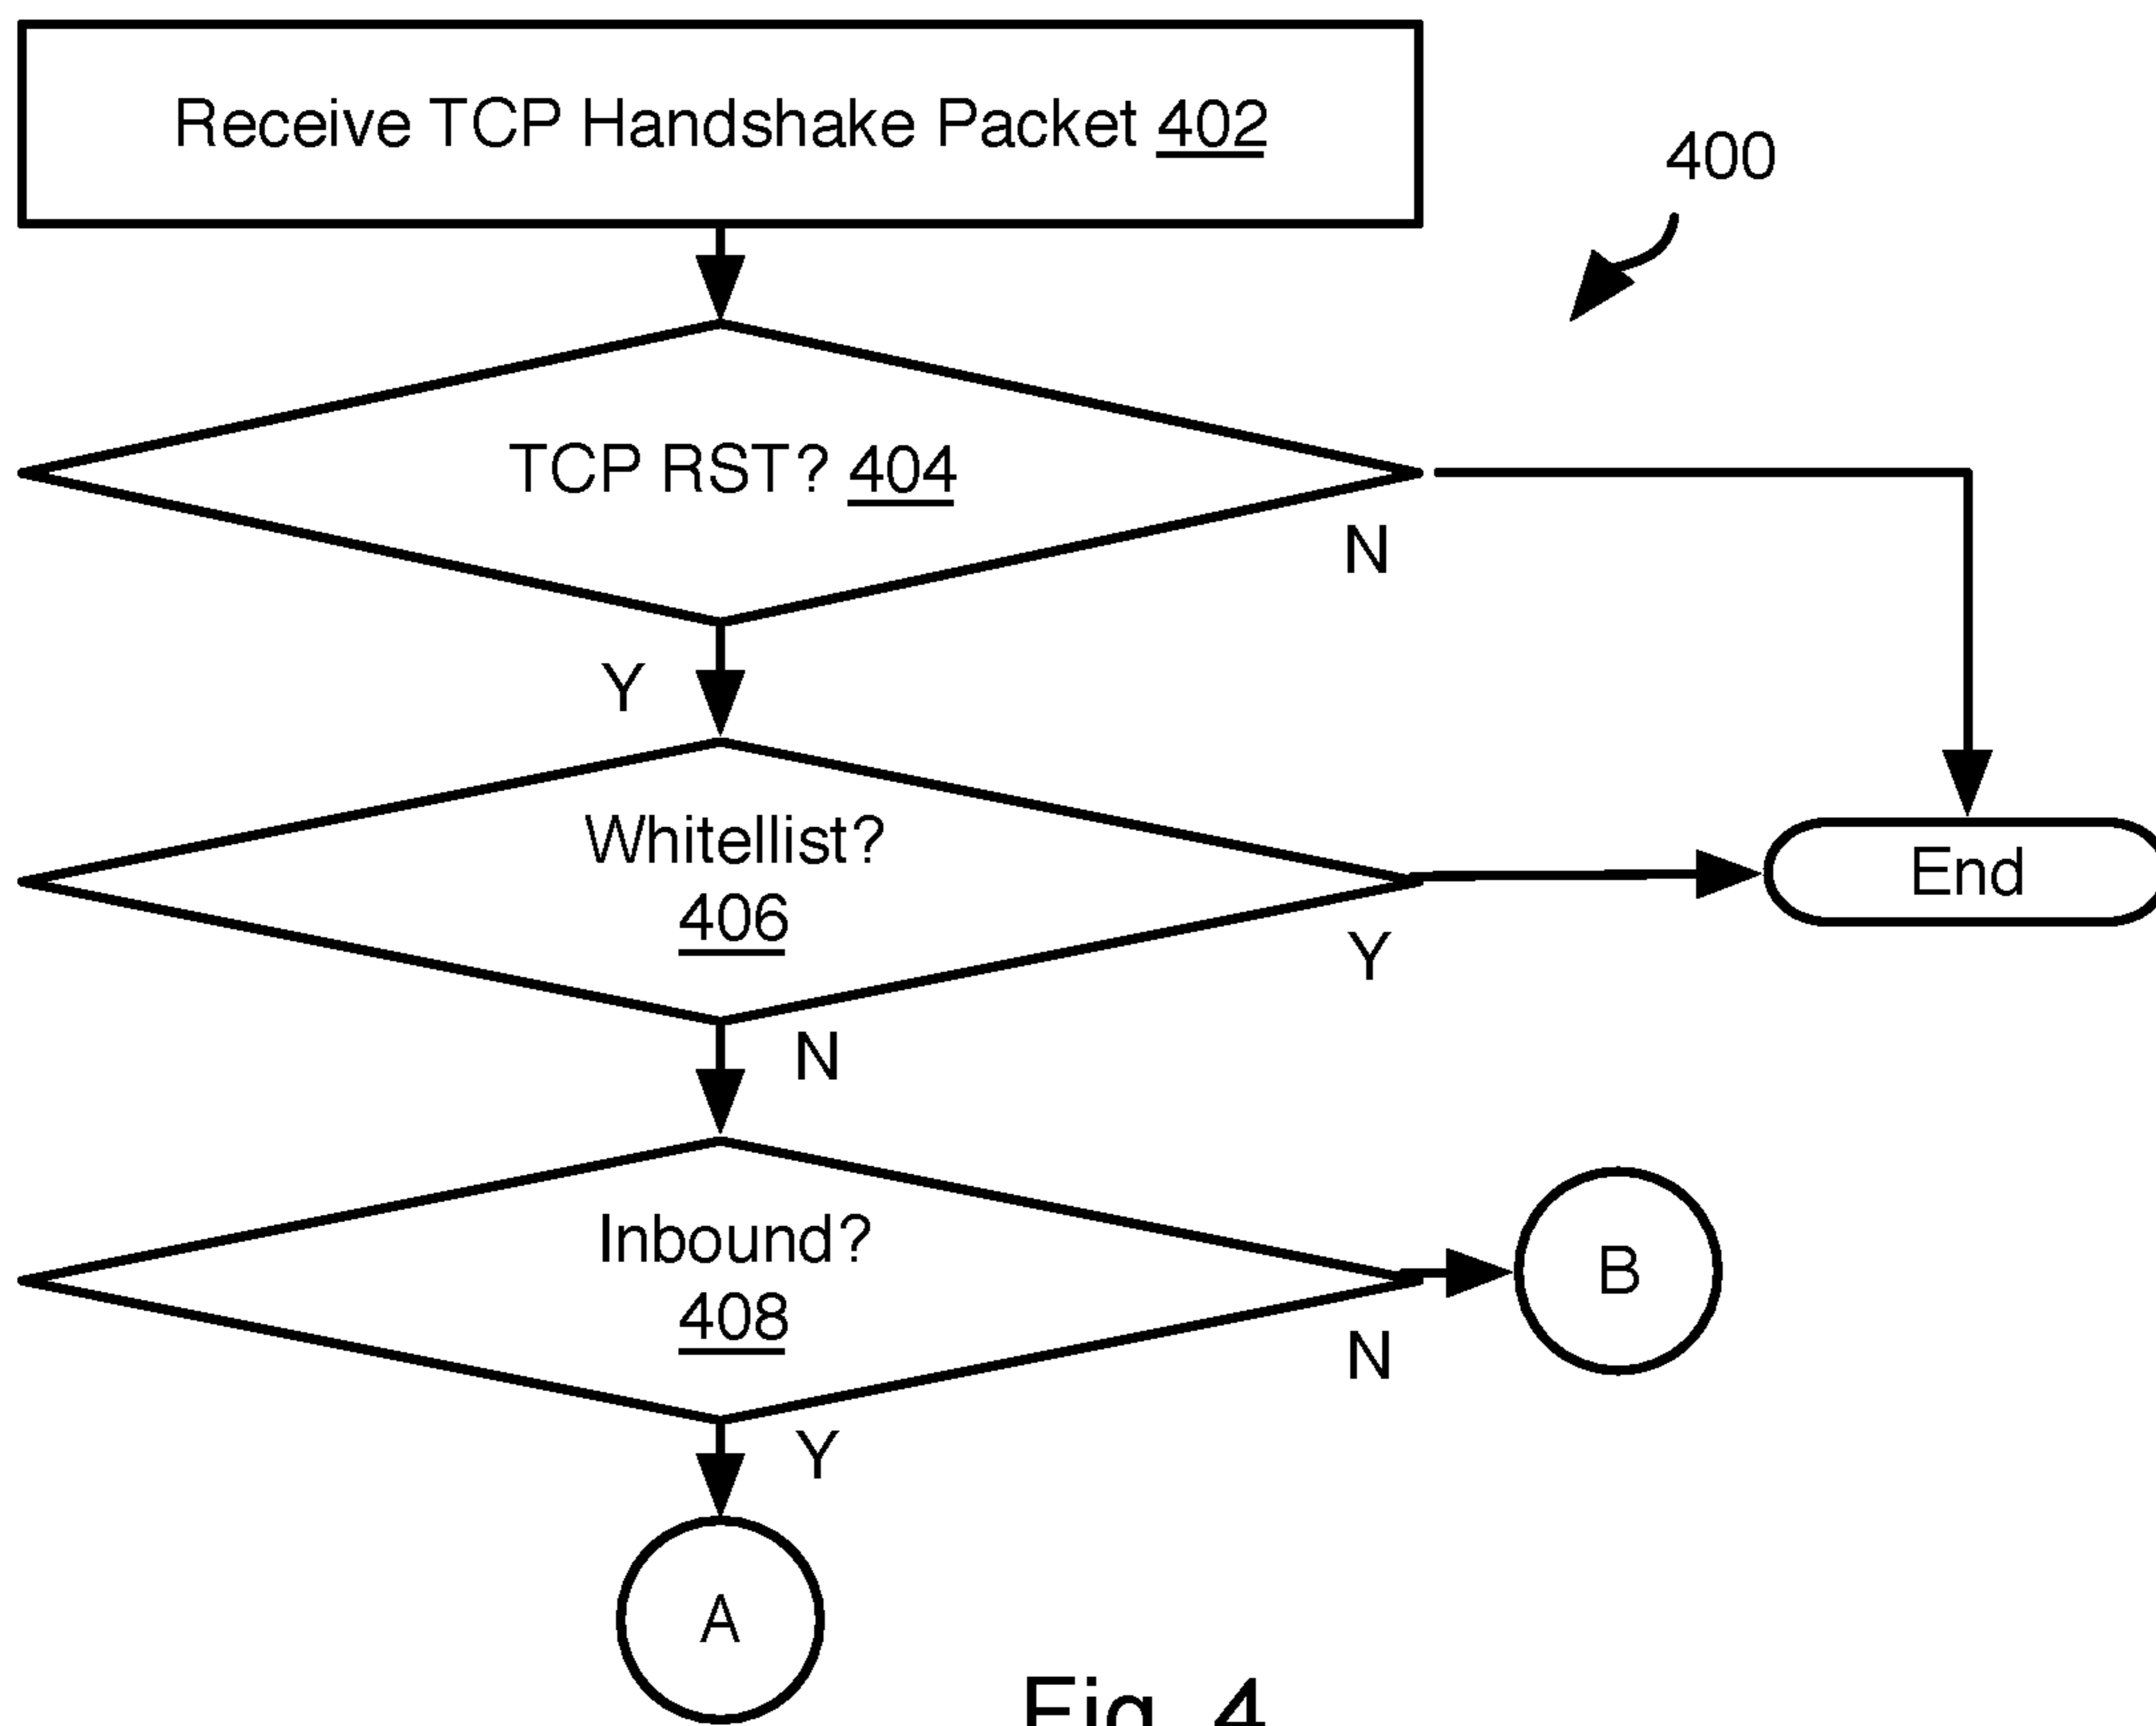 Receive TCP Handshake Packet 402
400
TCP RST? 404
N
Y
Whitellist?
406
End
Y
N
Inbound?
408
B
N
Y
A
Fig. 4